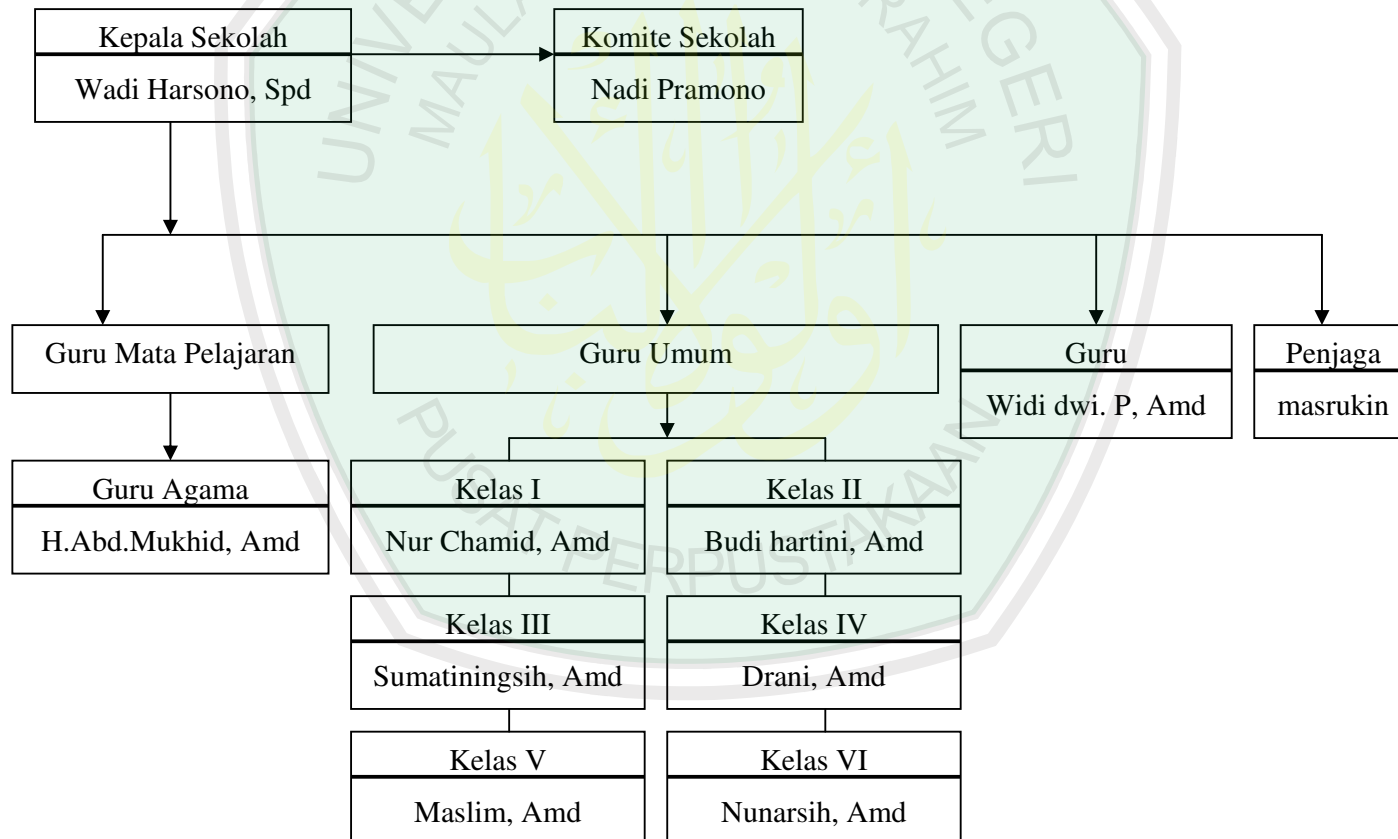 Kepala Sekolah
Wadi Harsono, Spd
Komite Sekolah
Nadi Pramono
Guru Mata Pelajaran
Guru Umum
Guru
Widi dwi. P, Amd
Penjaga
masrukin
Guru Agama
H.Abd.Mukhid, Amd
Kelas I
Nur Chamid, Amd
Kelas II
Budi hartini, Amd
Kelas III
Sumatiningsih, Amd
Kelas IV
Drani, Amd
Kelas V
Maslim, Amd
Kelas VI
Nunarsih, Amd
PUSAT PERPUSTAKAAN